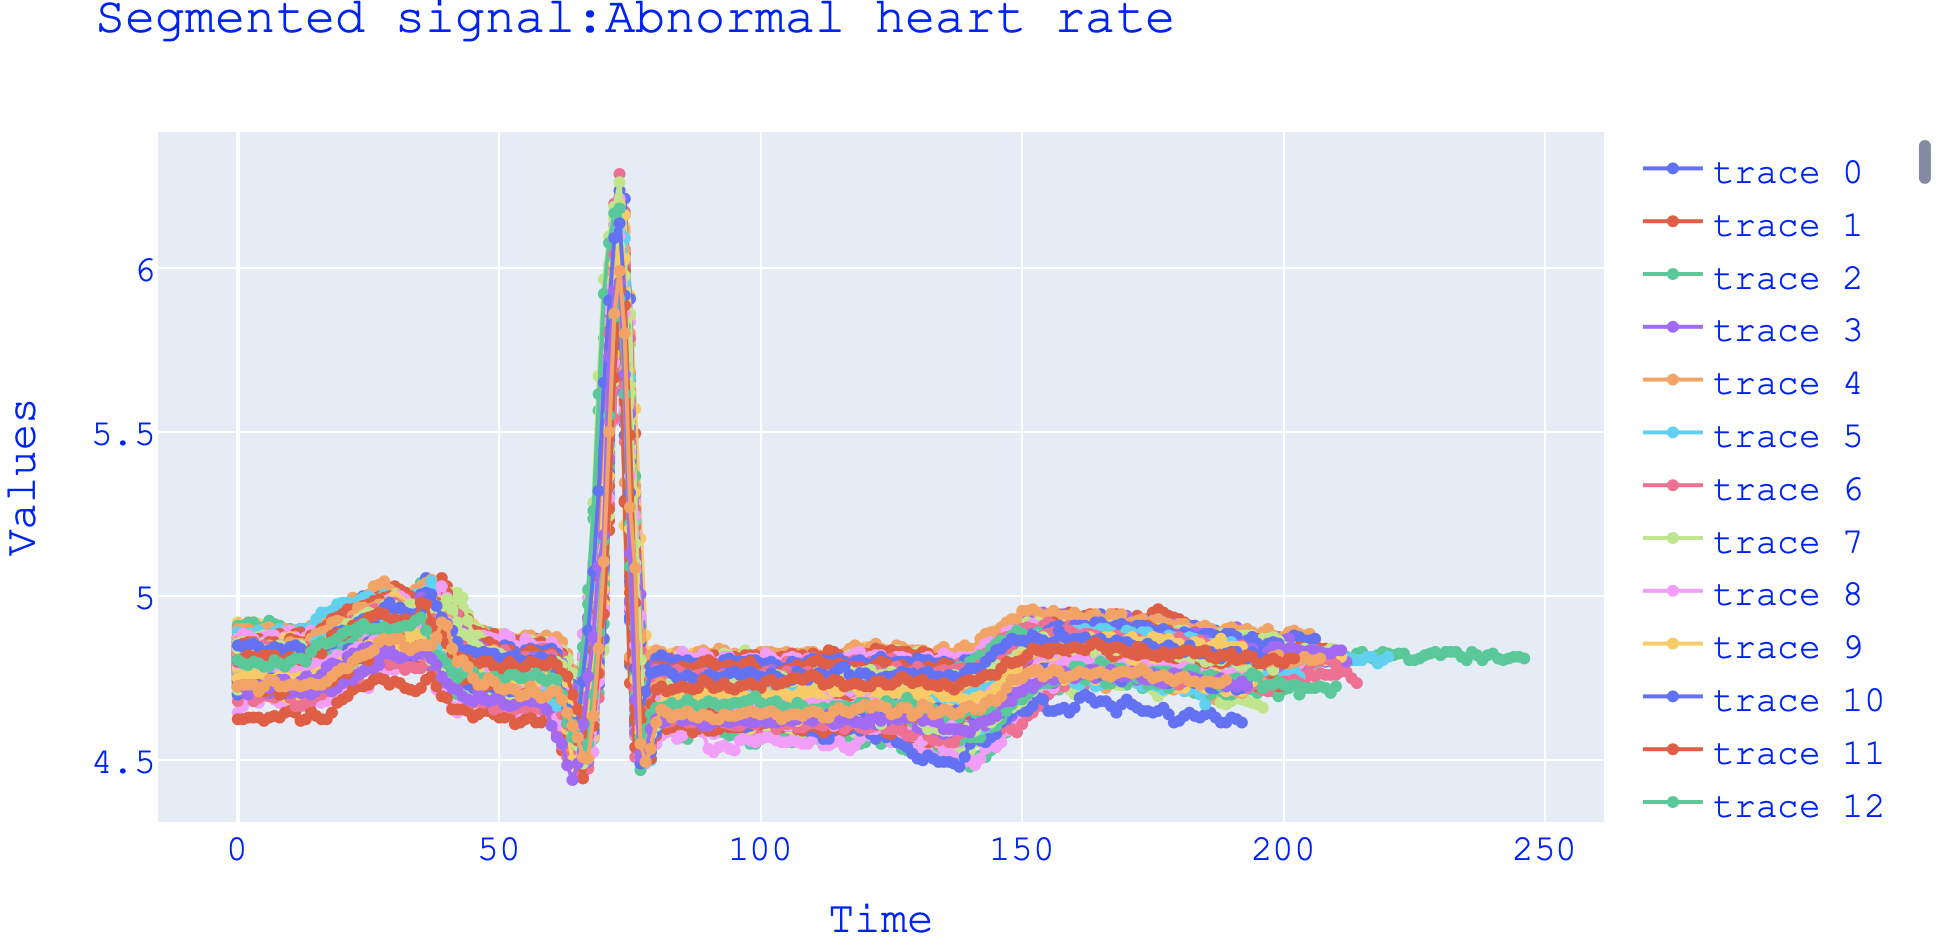 Segmented signal:Abnormal heart rate
Values
6
5.5
5
4.5
0 50 100 150 200 250
Time
trace 0
trace 1
trace 2
trace 3
trace 4
trace 5
trace 6
trace 7
trace 8
trace 9
trace 10
trace 11
trace 12